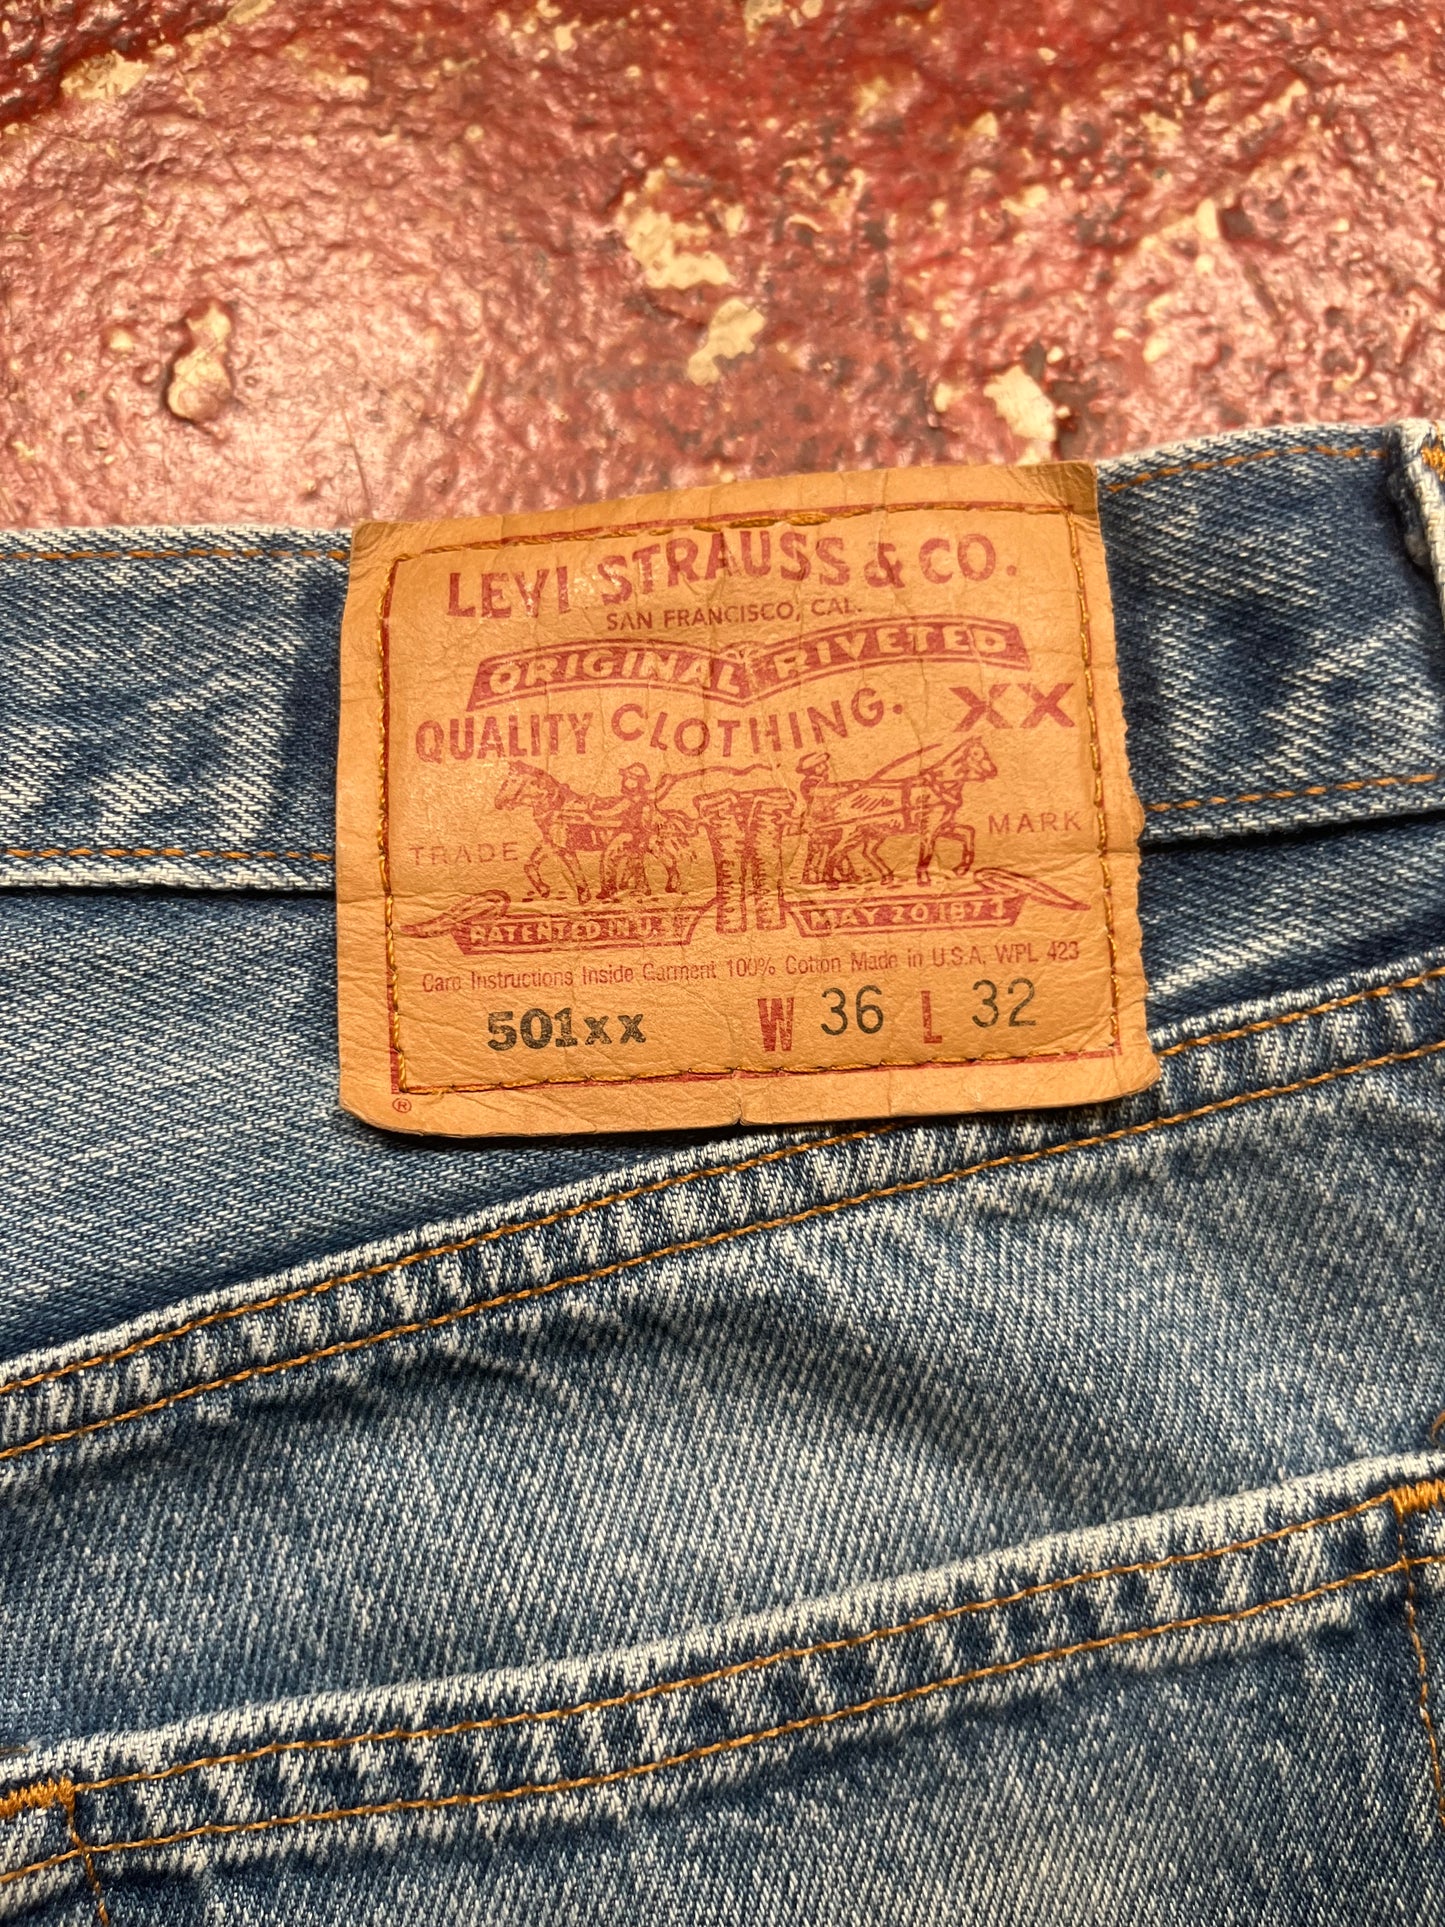 LEVI STRAUSS & CO.
SAN FRANCISCO, CAL.
ORIGINAL RIVETED
QUALITY CLOTHING. XX
TRADE MARK
PATENTED IN U.S. MAY 20 1873
Care Instructions Inside Garment 100% Cotton Made in U.S.A. WPL 423
501xx W 36 L 32
®